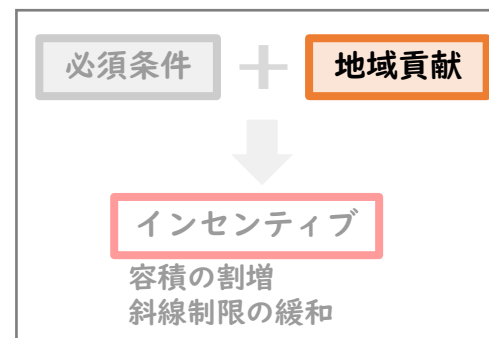 必須条件 + 地域貢献
インセンティブ
容積の割増
斜線制限の緩和